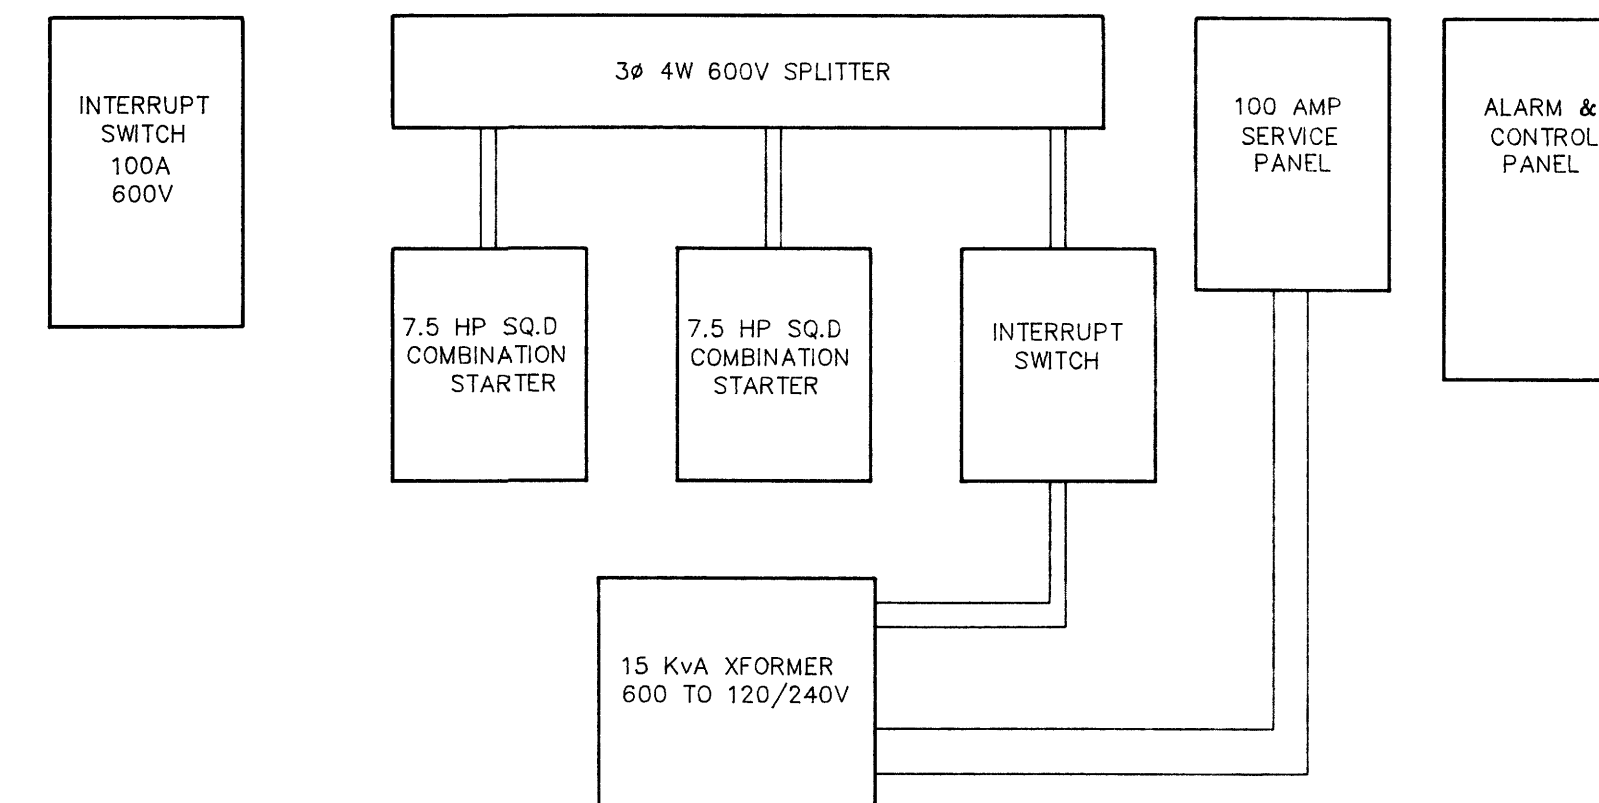 INTERRUPT
SWITCH
100A
600V
3ø 4W 600V SPLITTER
100 AMP
SERVICE
PANEL
ALARM &
CONTROL
PANEL
7.5 HP SQ.D
COMBINATION
STARTER
7.5 HP SQ.D
COMBINATION
STARTER
INTERRUPT
SWITCH
15 KvA XFORMER
600 TO 120/240V